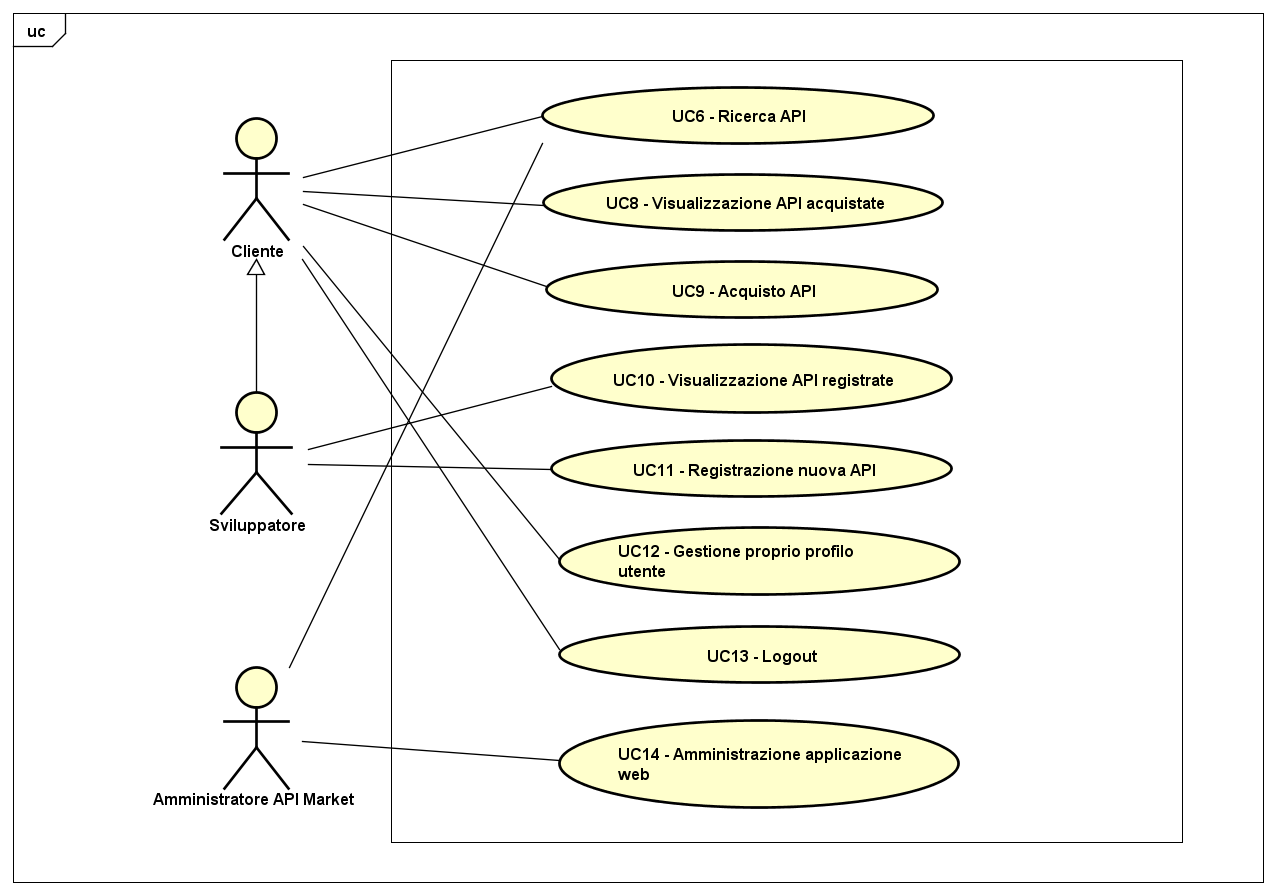 uc
UC6 - Ricerca API
UC8 - Visualizzazione API acquistate
Cliente
UC9 - Acquisto API
UC10 - Visualizzazione API registrate
UC11 - Registrazione nuova API
Sviluppatore
UC12 - Gestione proprio profilo
utente
UC13 - Logout
UC14 - Amministrazione applicazione
web
Amministratore API Market